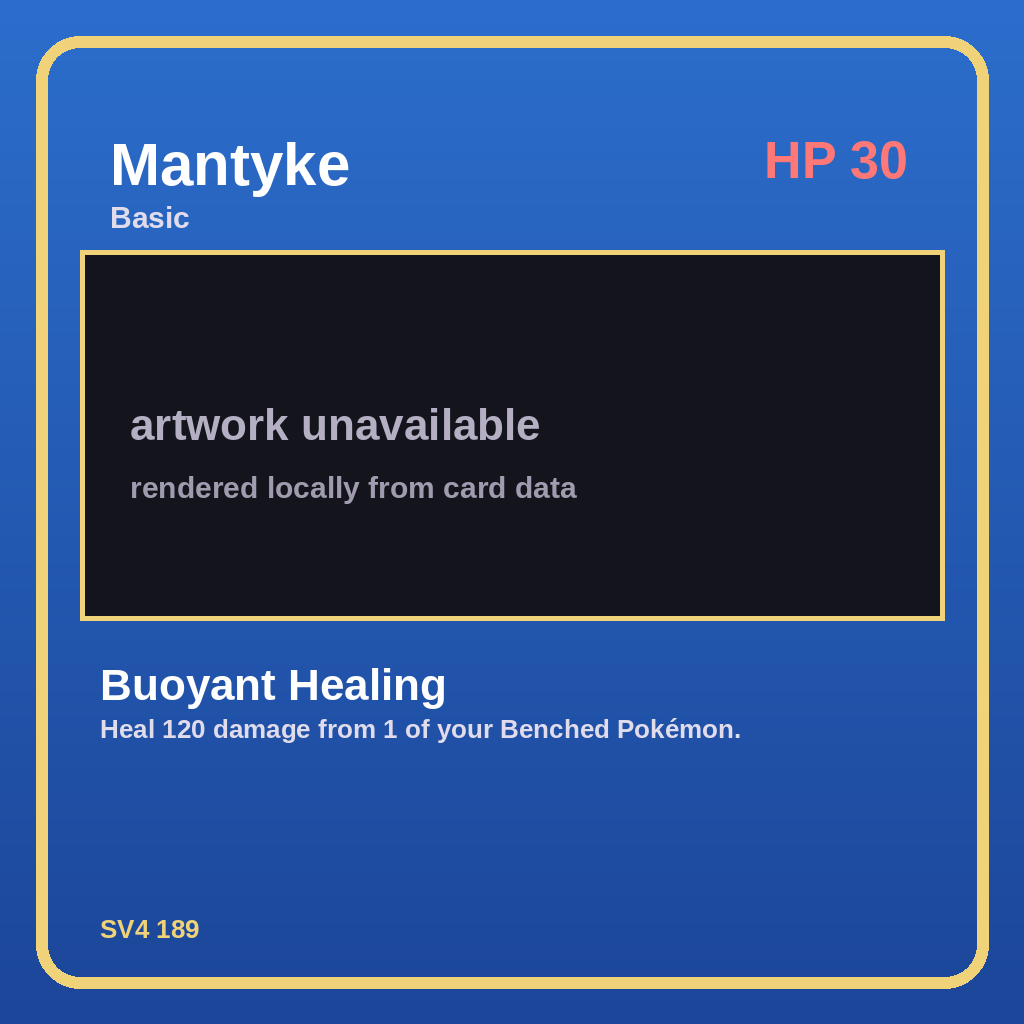 Mantyke
HP 30
Basic
artwork unavailable
rendered locally from card data
Buoyant Healing
Heal 120 damage from 1 of your Benched Pokémon.
SV4 189